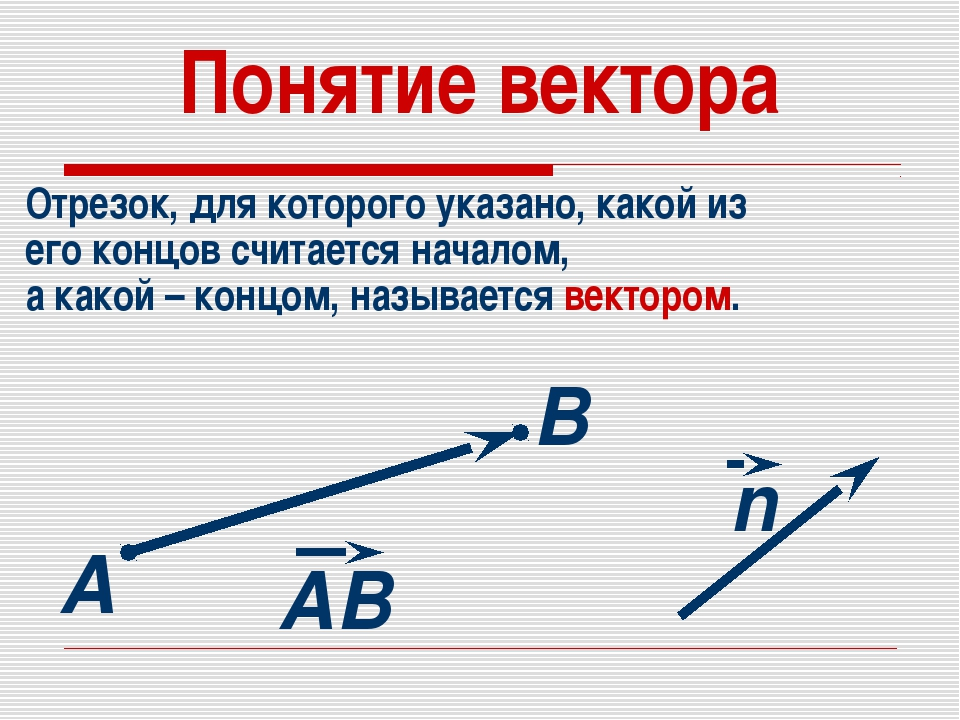 Понятие вектора
Отрезок, для которого указано, какой из
его концов считается началом,
а какой – концом, называется вектором.
B
n
A
AB